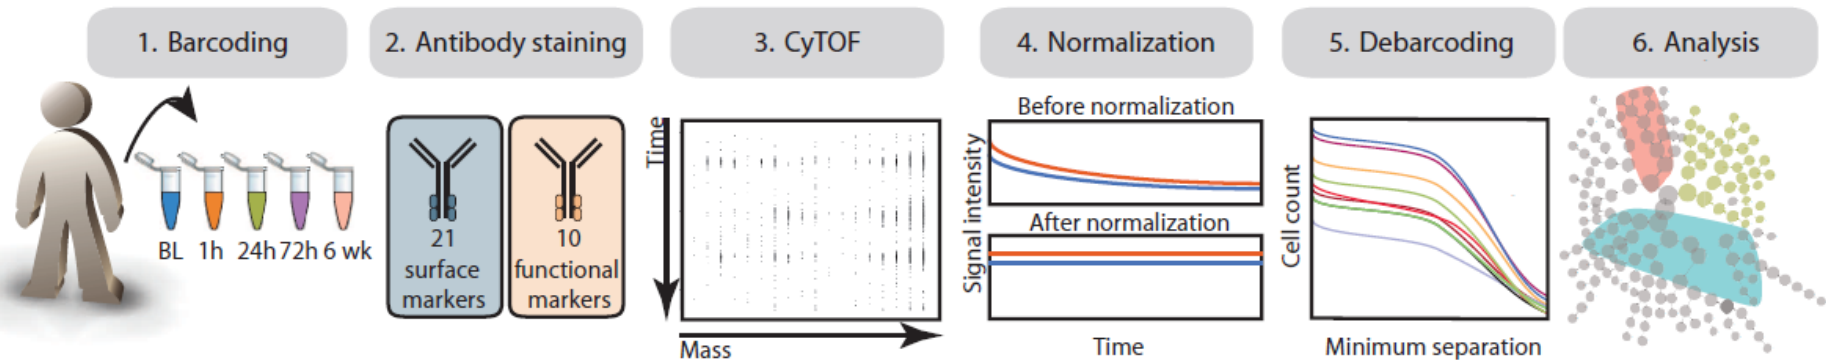 1. Barcoding
BL 1h 24h 72h 6 wk
2. Antibody staining
21
surface
markers
10
functional
markers
3. CyTOF
Time
Mass
4. Normalization
Before normalization
After normalization
Signal intensity
Time
5. Debarcoding
Cell count
Minimum separation
6. Analysis